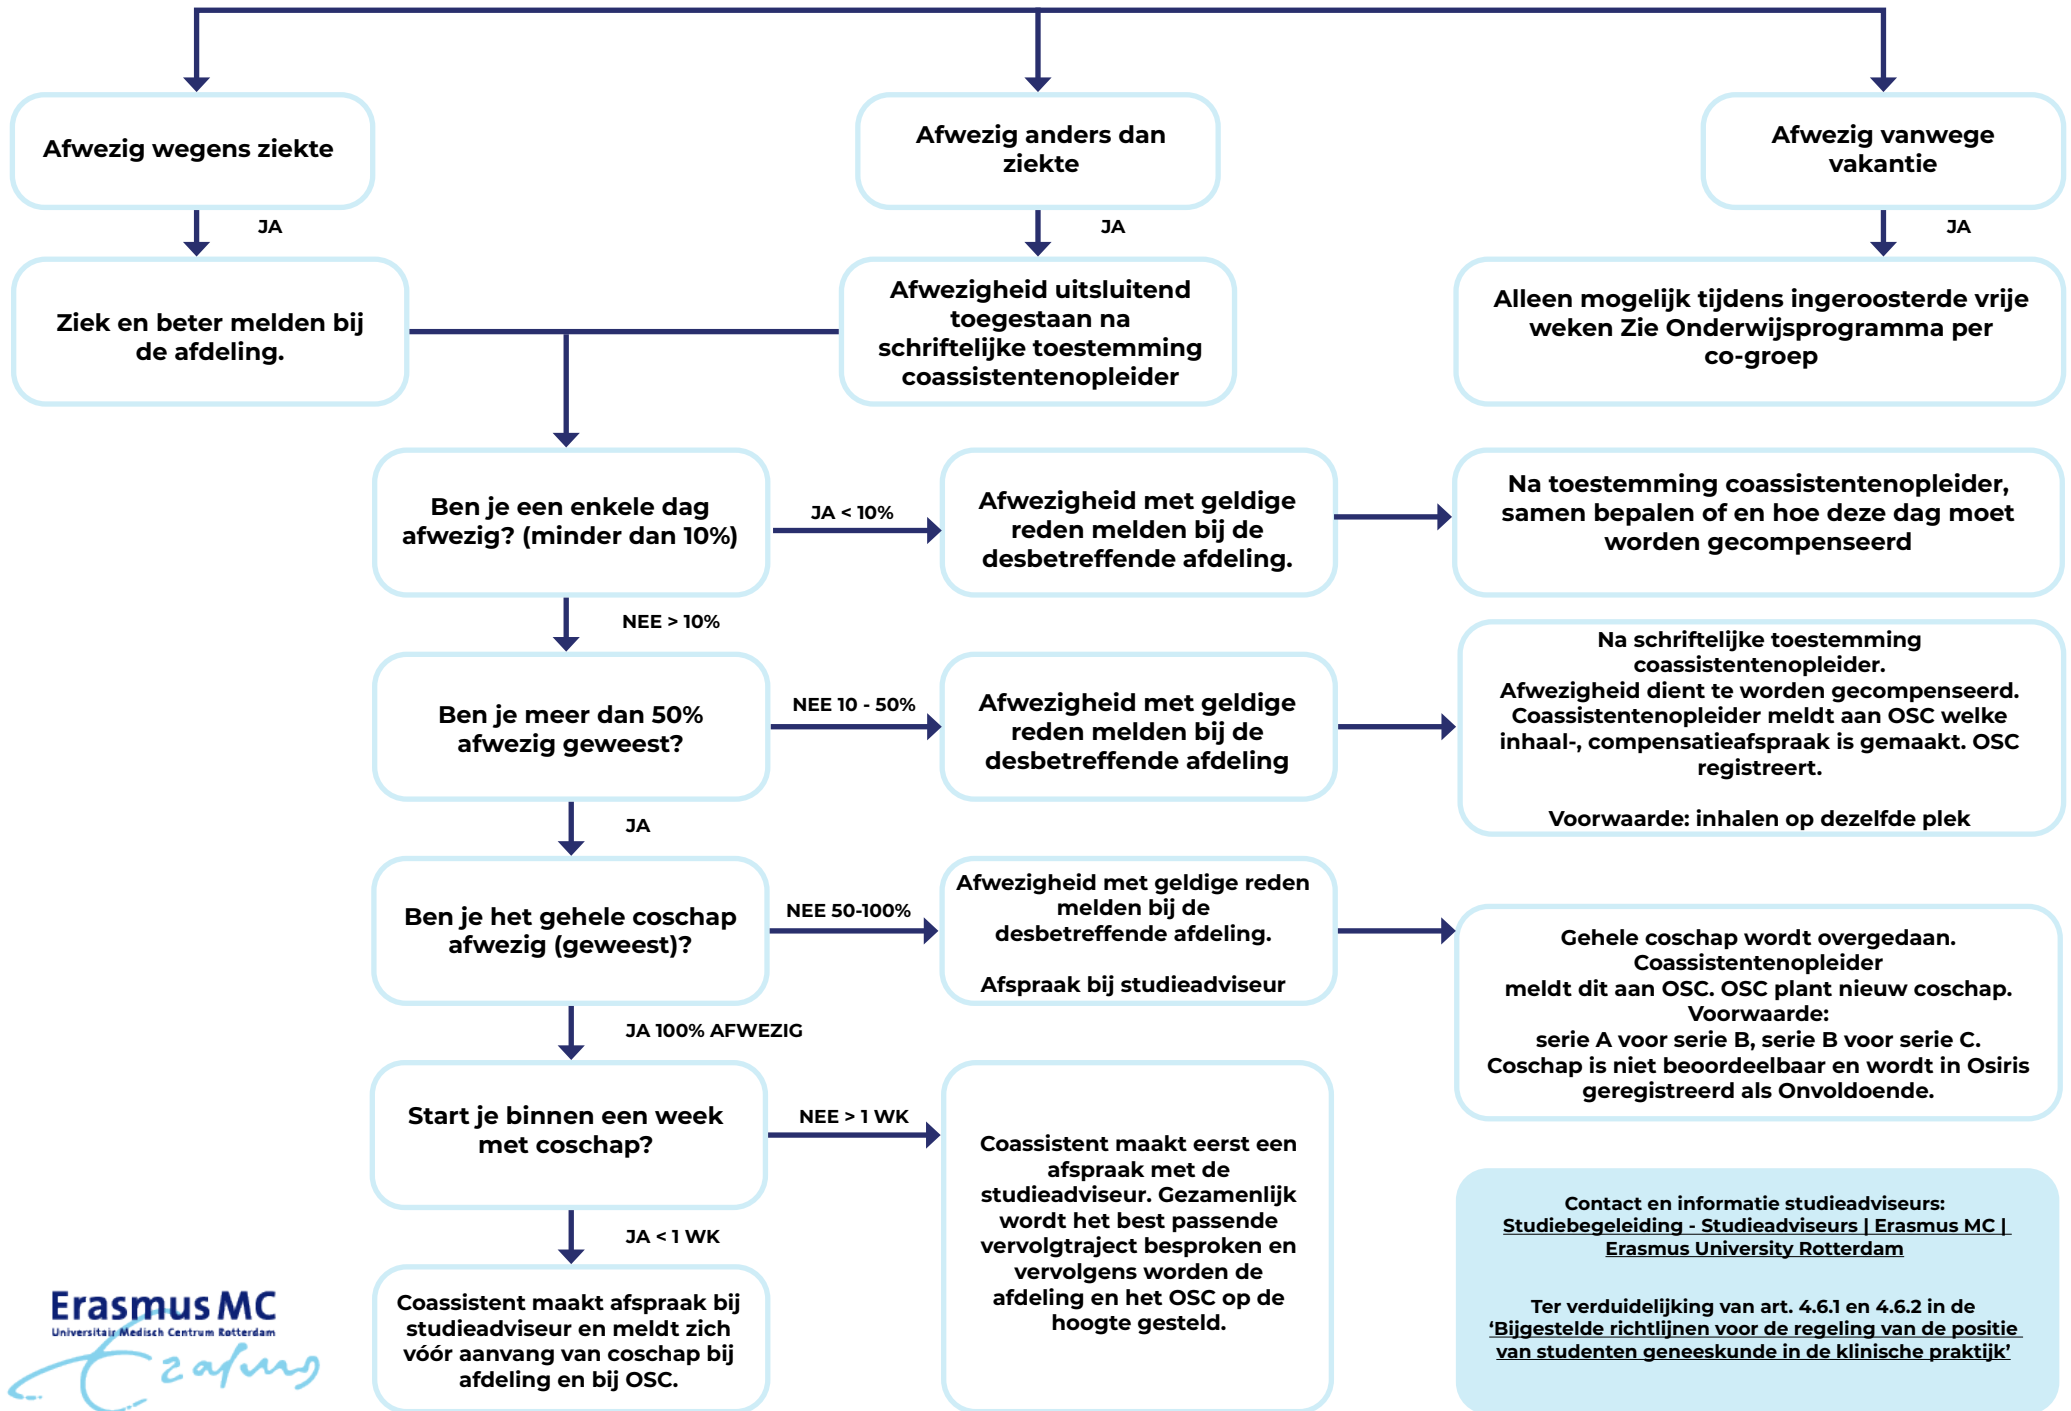 Afwezig wegens ziekte
Afwezig anders dan
ziekte
Afwezig vanwege
vakantie
JA
JA
JA
Ziek en beter melden bij
de afdeling.
Afwezigheid uitsluitend
toegestaan na
schriftelijke toestemming
coassistentenopleider
Alleen mogelijk tijdens ingeroosterde vrije
weken Zie Onderwijsprogramma per
co-groep
Ben je een enkele dag
afwezig? (minder dan 10%)
JA < 10%
Afwezigheid met geldige
reden melden bij de
desbetreffende afdeling.
Na toestemming coassistentenopleider,
samen bepalen of en hoe deze dag moet
worden gecompenseerd
NEE > 10%
Ben je meer dan 50%
afwezig geweest?
NEE 10 - 50%
Afwezigheid met geldige
reden melden bij de
desbetreffende afdeling
Na schriftelijke toestemming
coassistentenopleider.
Afwezigheid dient te worden gecompenseerd.
Coassistentenopleider meldt aan OSC welke
inhaal-, compensatieafspraak is gemaakt. OSC
registreert.
Voorwaarde: inhalen op dezelfde plek
JA
Ben je het gehele coschap
afwezig (geweest)?
NEE 50-100%
Afwezigheid met geldige reden
melden bij de
desbetreffende afdeling.
Afspraak bij studieadviseur
Gehele coschap wordt overgedaan.
Coassistentenopleider
meldt dit aan OSC. OSC plant nieuw coschap.
Voorwaarde:
serie A voor serie B, serie B voor serie C.
Coschap is niet beoordeelbaar en wordt in Osiris
geregistreerd als Onvoldoende.
JA 100% AFWEZIG
Start je binnen een week
met coschap?
NEE > 1 WK
Coassistent maakt eerst een
afspraak met de
studieadviseur. Gezamenlijk
wordt het best passende
vervolgtraject besproken en
vervolgens worden de
afdeling en het OSC op de
hoogte gesteld.
JA < 1 WK
Coassistent maakt afspraak bij
studieadviseur en meldt zich
vóór aanvang van coschap bij
afdeling en bij OSC.
Contact en informatie studieadviseurs:
Studiebegeleiding - Studieadviseurs | Erasmus MC |
Erasmus University Rotterdam
Ter verduidelijking van art. 4.6.1 en 4.6.2 in de
‘Bijgestelde richtlijnen voor de regeling van de positie
van studenten geneeskunde in de klinische praktijk’
Erasmus MC
Universitair Medisch Centrum Rotterdam
Erasmus